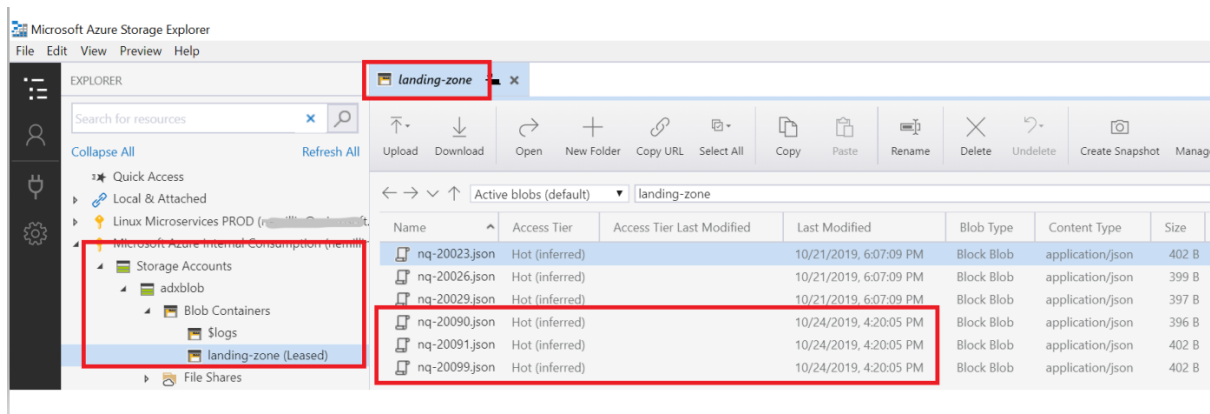 Microsoft Azure Storage Explorer
File Edit View Preview Help
EXPLORER
Search for resources
Collapse All Refresh All
Quick Access
Local & Attached
Linux Microservices PROD (
Microsoft Azure Internal Consumption (nemilli
Storage Accounts
adxblob
Blob Containers
$logs
landing-zone (Leased)
File Shares
landing-zone
Upload Download Open New Folder Copy URL Select All Copy Paste Rename Delete Undelete Create Snapshot Manag
Active blobs (default) landing-zone
Name Access Tier Access Tier Last Modified Last Modified Blob Type Content Type Size
nq-20023.json Hot (inferred) 10/21/2019, 6:07:09 PM Block Blob application/json 402 B
nq-20026.json Hot (inferred) 10/21/2019, 6:07:09 PM Block Blob application/json 399 B
nq-20029.json Hot (inferred) 10/21/2019, 6:07:09 PM Block Blob application/json 397 B
nq-20090.json Hot (inferred) 10/24/2019, 4:20:05 PM Block Blob application/json 396 B
nq-20091.json Hot (inferred) 10/24/2019, 4:20:05 PM Block Blob application/json 402 B
nq-20099.json Hot (inferred) 10/24/2019, 4:20:05 PM Block Blob application/json 402 B